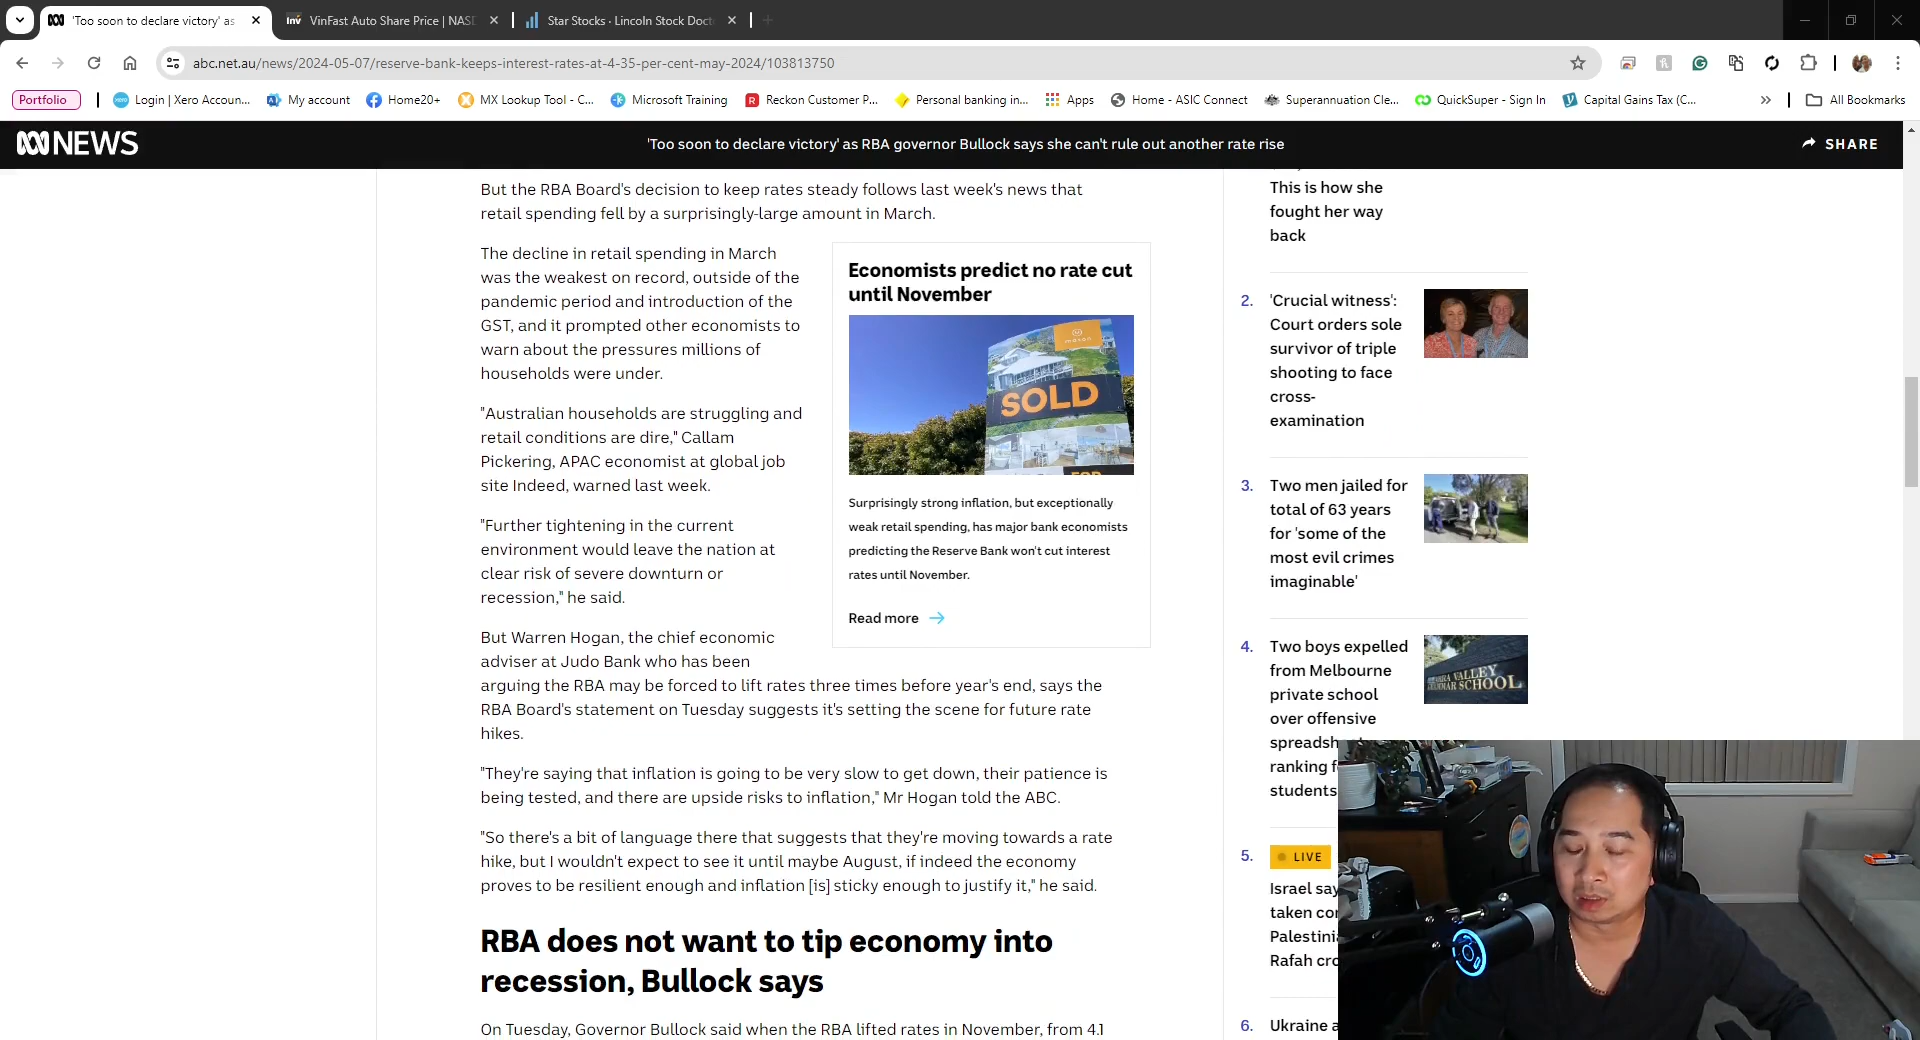 'Too soon to declare victory' as
VinFast Auto Share Price | NAS
Star Stocks · Lincoln Stock Doct
abc.net.au/news/2024-05-07/reserve-bank-keeps-interest-rates-at-4-35-per-cent-may-2024/103813750
Portfolio
Login | Xero Accoun...
My account
Home20+
MX Lookup Tool - C...
Microsoft Training
Reckon Customer P...
Personal banking in...
Apps
Home - ASIC Connect
Superannuation Cle...
QuickSuper - Sign In
Capital Gains Tax (C...
All Bookmarks
NEWS
'Too soon to declare victory' as RBA governor Bullock says she can't rule out another rate rise
SHARE
But the RBA Board's decision to keep rates steady follows last week's news that
retail spending fell by a surprisingly-large amount in March.
The decline in retail spending in March
was the weakest on record, outside of the
pandemic period and introduction of the
GST, and it prompted other economists to
warn about the pressures millions of
households were under.
"Australian households are struggling and
retail conditions are dire," Callam
Pickering, APAC economist at global job
site Indeed, warned last week.
"Further tightening in the current
environment would leave the nation at
clear risk of severe downturn or
recession," he said.
But Warren Hogan, the chief economic
adviser at Judo Bank who has been
arguing the RBA may be forced to lift rates three times before year's end, says the
RBA Board's statement on Tuesday suggests it's setting the scene for future rate
hikes.
"They're saying that inflation is going to be very slow to get down, their patience is
being tested, and there are upside risks to inflation," Mr Hogan told the ABC.
"So there's a bit of language there that suggests that they're moving towards a rate
hike, but I wouldn't expect to see it until maybe August, if indeed the economy
proves to be resilient enough and inflation [is] sticky enough to justify it," he said.
RBA does not want to tip economy into
recession, Bullock says
On Tuesday, Governor Bullock said when the RBA lifted rates in November, from 4.1
Economists predict no rate cut
until November
SOLD
FOR
Surprisingly strong inflation, but exceptionally
weak retail spending, has major bank economists
predicting the Reserve Bank won't cut interest
rates until November.
Read more
This is how she
fought her way
back
2. 'Crucial witness':
Court orders sole
survivor of triple
shooting to face
cross-
examination
3. Two men jailed for
total of 63 years
for 'some of the
most evil crimes
imaginable'
4. Two boys expelled
from Melbourne
private school
over offensive
spreadsh
ranking f
students
VALLEY
SCHOOL
5. LIVE
Israel say
taken co
Palestini
Rafah cro
6. Ukraine a